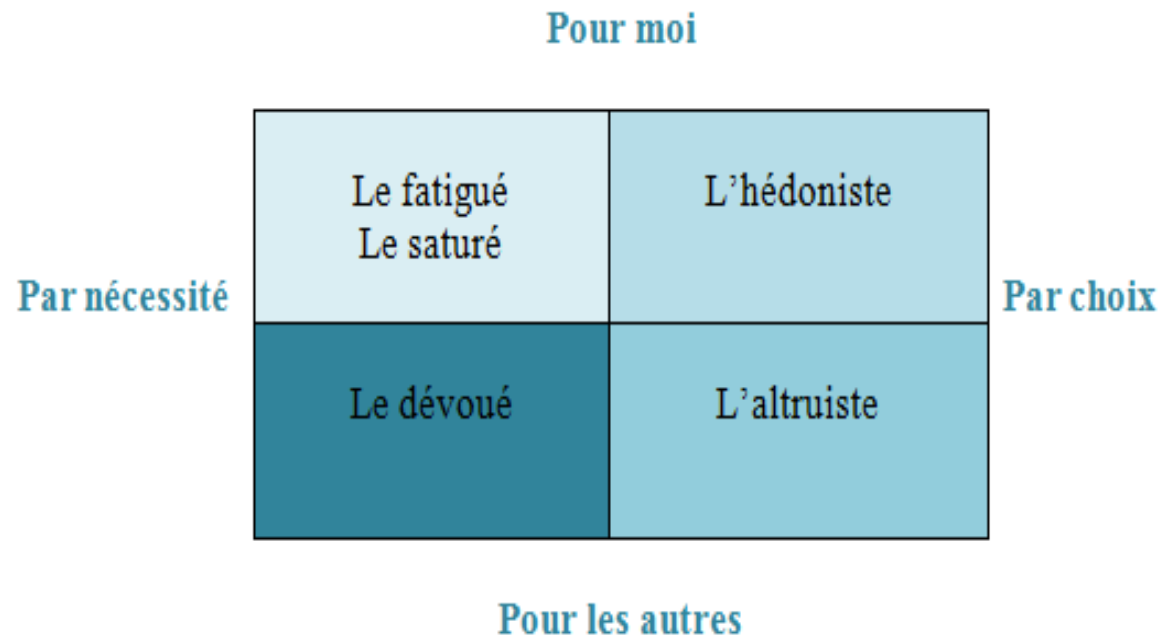 Pour moi
Le fatigué
Le saturé
L’hédoniste
Par nécessité
Par choix
Le dévoué
L’altruiste
Pour les autres